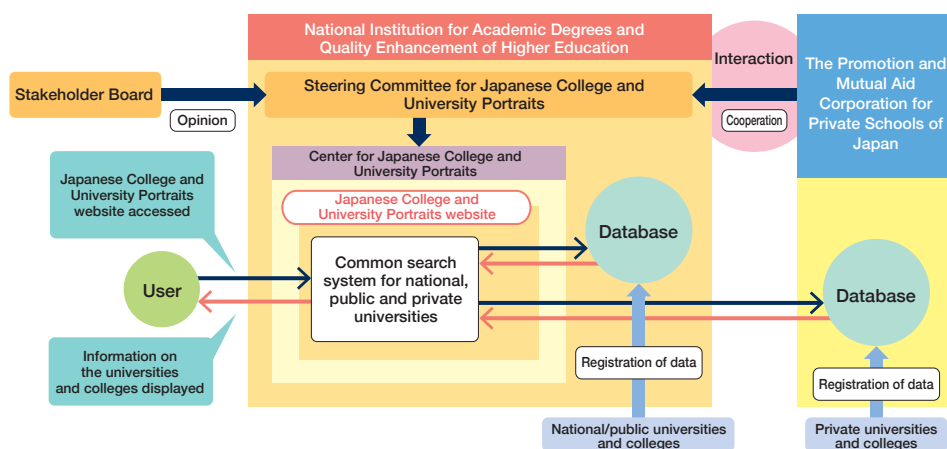 National Institution for Academic Degrees and
Quality Enhancement of Higher Education
Interaction
The Promotion and
Mutual Aid
Corporation for
Private Schools of
Japan
Stakeholder Board
Opinion
Steering Committee for Japanese College and
University Portraits
Cooperation
Center for Japanese College and
University Portraits
Japanese College and
University Portraits
website accessed
Japanese College and
University Portraits website
Database
User
Common search
system for national,
public and private
universities
Database
Information on
the universities
and colleges displayed
Registration of data
Registration of data
National/public universities
and colleges
Private universities
and colleges